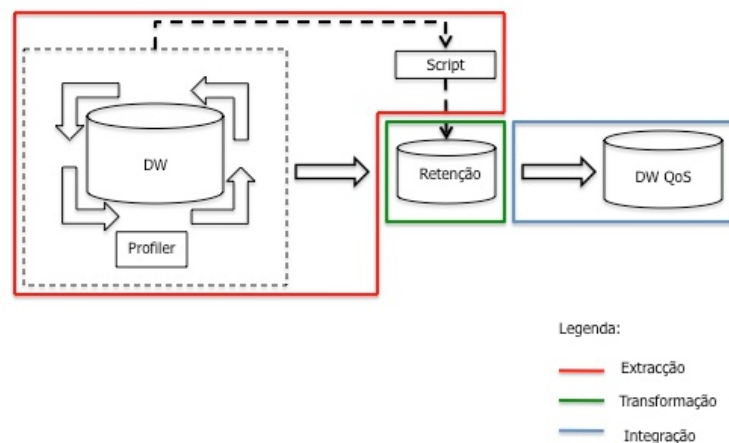 Script
DW
Retenção
DW QoS
Profiler
Legenda:
Extracção
Transformação
Integração